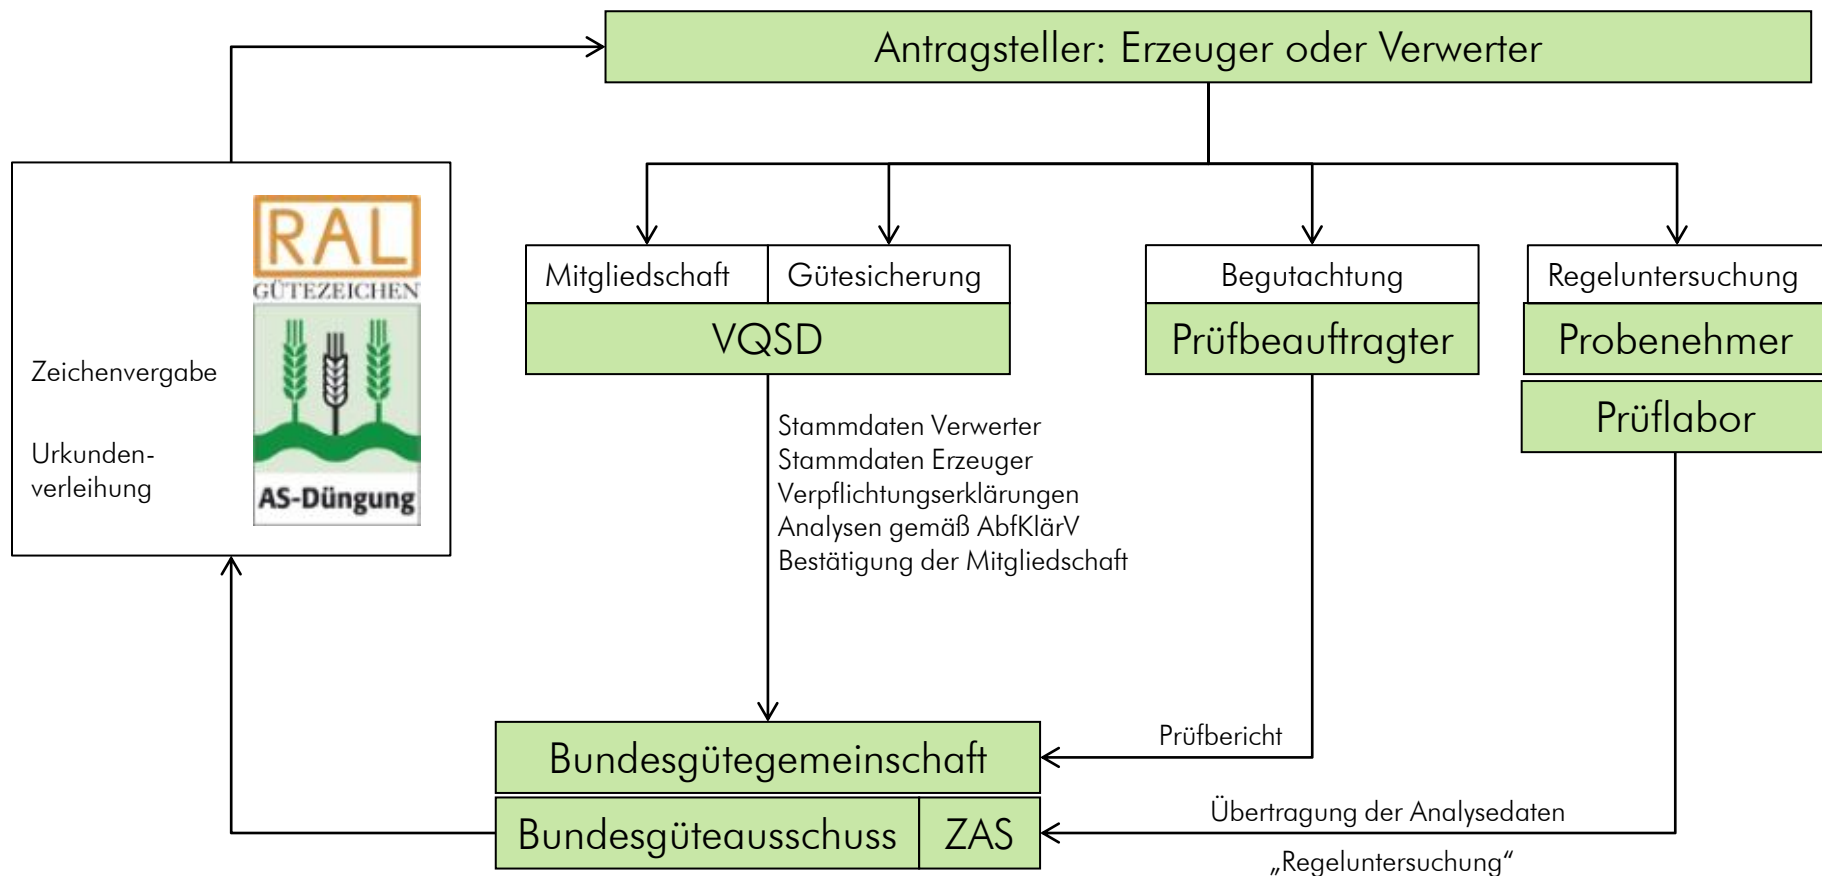 Antragsteller: Erzeuger oder Verwerter
RAL
GÜTEZEICHEN
Zeichenvergabe
Urkunden-
verleihung
AS-Düngung
Mitgliedschaft
Gütesicherung
VQSD
Begutachtung
Prüfbeauftragter
Regeluntersuchung
Probenehmer
Prüflabor
Stammdaten Verwerter
Stammdaten Erzeuger
Verpflichtungserklärungen
Analysen gemäß AbfKlärV
Bestätigung der Mitgliedschaft
Bundesgütegemeinschaft
Prüfbericht
Bundesgüteausschuss
ZAS
Übertragung der Analysedaten
„Regeluntersuchung“